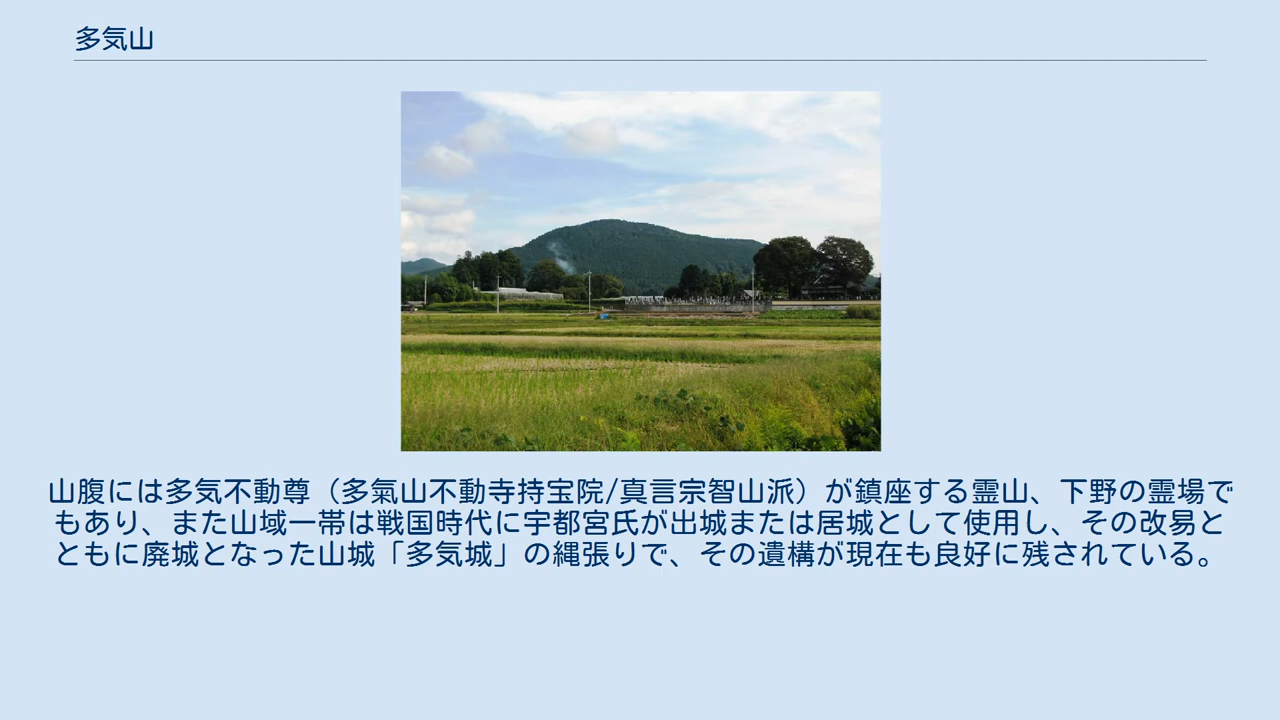 多気山
山腹には多気不動尊（多氣山不動寺持宝院/真言宗智山派）が鎮座する霊山、下野の霊場で
もあり、また山域一帯は戦国時代に宇都宮氏が出城または居城として使用し、その改易と
ともに廃城となった山城「多気城」の縄張りで、その遺構が現在も良好に残されている。